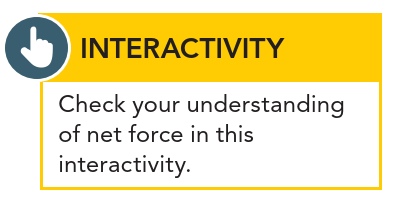 INTERACTIVITY
Check your understanding
of net force in this
interactivity.